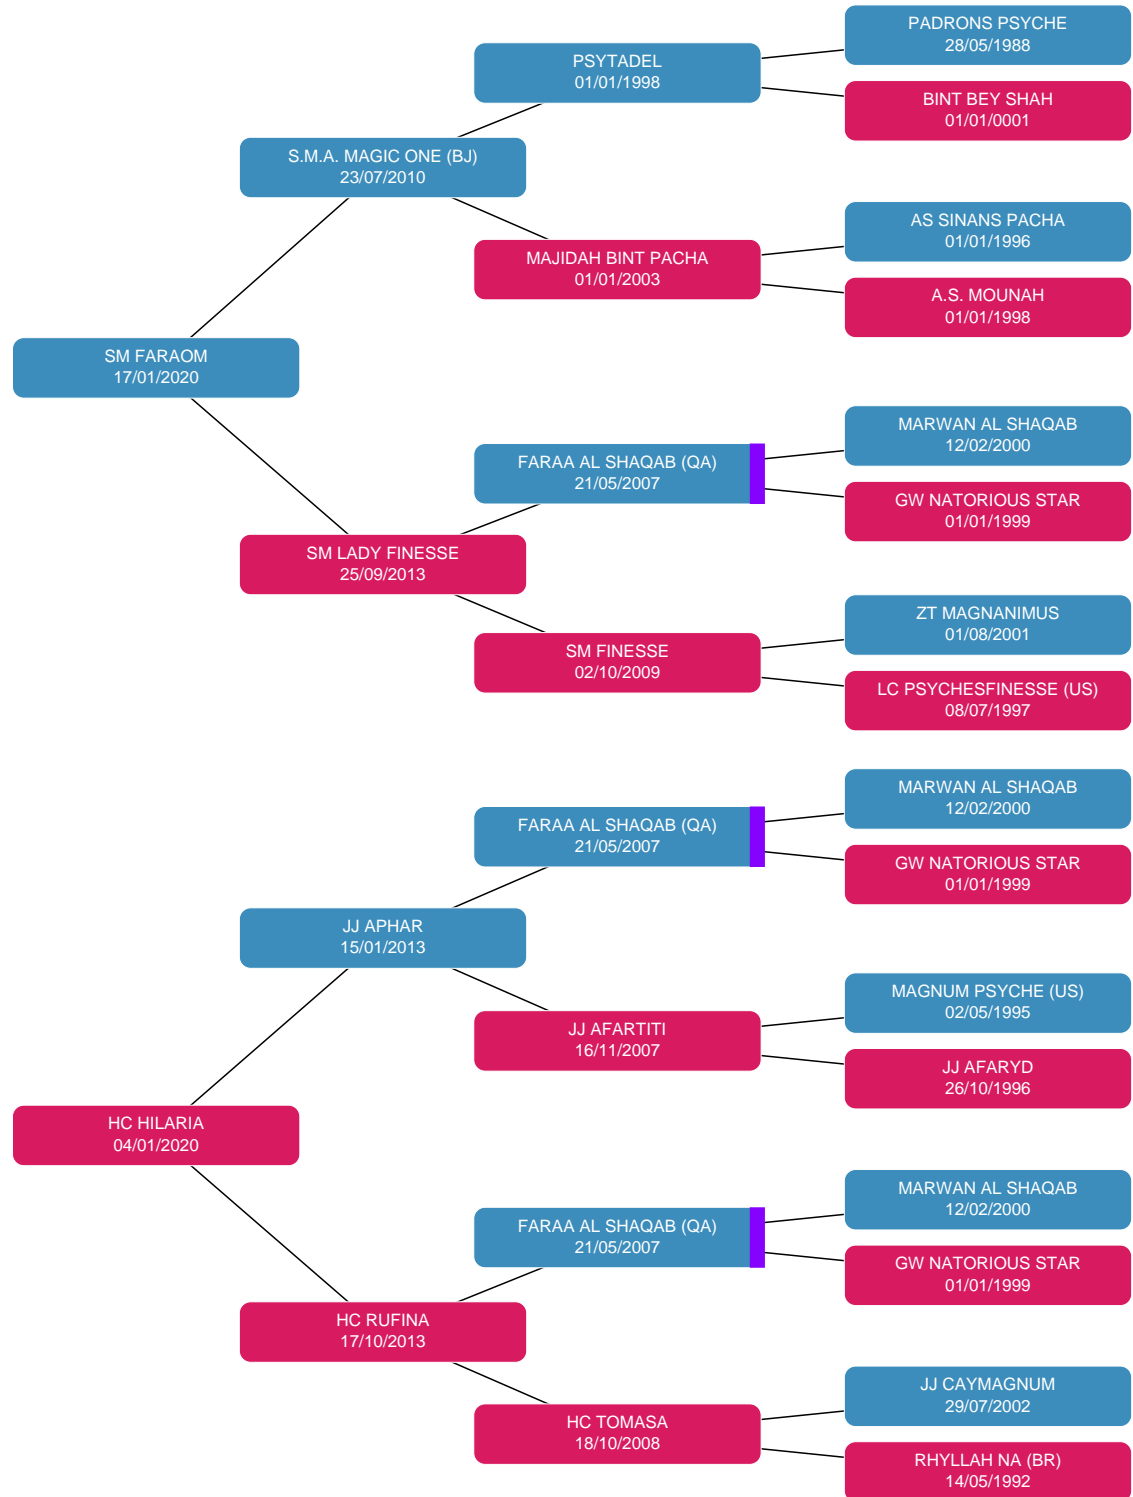 PADRONS PSYCHE
28/05/1988
PSYTADEL
01/01/1998
BINT BEY SHAH
01/01/0001
S.M.A. MAGIC ONE (BJ)
23/07/2010
AS SINANS PACHA
01/01/1996
MAJIDAH BINT PACHA
01/01/2003
A.S. MOUNAH
01/01/1998
SM FARAOM
17/01/2020
MARWAN AL SHAQAB
12/02/2000
FARAA AL SHAQAB (QA)
21/05/2007
GW NATORIOUS STAR
01/01/1999
SM LADY FINESSE
25/09/2013
ZT MAGNANIMUS
01/08/2001
SM FINESSE
02/10/2009
LC PSYCHESFINESSE (US)
08/07/1997
MARWAN AL SHAQAB
12/02/2000
FARAA AL SHAQAB (QA)
21/05/2007
GW NATORIOUS STAR
01/01/1999
JJ APHAR
15/01/2013
MAGNUM PSYCHE (US)
02/05/1995
JJ AFARTITI
16/11/2007
JJ AFARYD
26/10/1996
HC HILARIA
04/01/2020
MARWAN AL SHAQAB
12/02/2000
FARAA AL SHAQAB (QA)
21/05/2007
GW NATORIOUS STAR
01/01/1999
HC RUFINA
17/10/2013
JJ CAYMAGNUM
29/07/2002
HC TOMASA
18/10/2008
RHYLLAH NA (BR)
14/05/1992